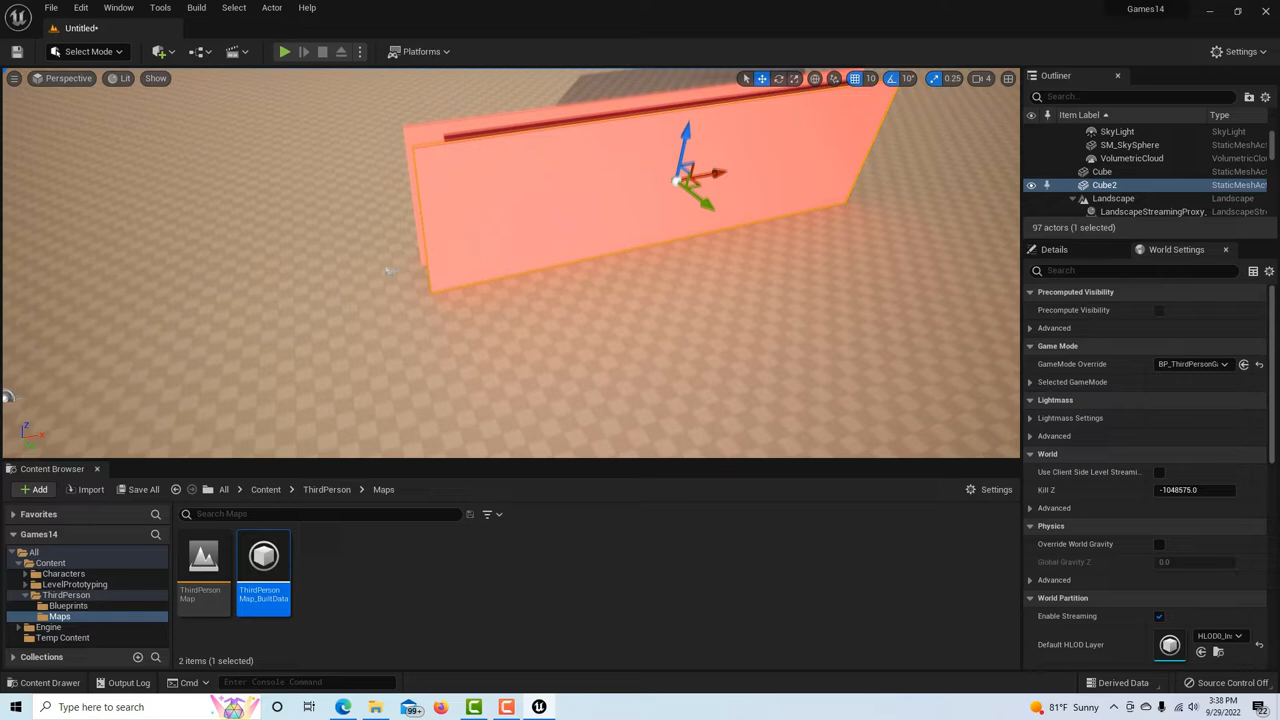 File Edit Window Tools Build Select Actor Help
Games14
Untitled*
Select Mode
Platforms
Settings
Perspective Lit Show
10 10° 0.25 4
Outliner
Search...
Item Label Type
SkyLight StaticMeshAct
SM_SkySphere StaticMeshAct
VolumetricCloud VolumetricClou
Cube StaticMeshAct
Cube2 StaticMeshAct
Landscape Landscape
LandscapeStreamingProxy_ LandscapeStre
97 actors (1 selected)
Details World Settings
Search
Precomputed Visibility
Precompute Visibility
Advanced
Game Mode
GameMode Override BP_ThirdPersonG
Selected GameMode
Lightmass
Lightmass Settings
Advanced
World
Use Client Side Level Streami...
Kill Z -1048575.0
Advanced
Physics
Override World Gravity
Global Gravity Z 0.0
Advanced
World Partition
Enable Streaming
Default HLOD Layer HLOD0_Ins
Z X
Content Browser
Add Import Save All All Content ThirdPerson Maps Settings
Favorites
Search Maps
Games14
All
Content
Characters
LevelPrototyping
ThirdPerson
Blueprints
Maps
Engine
Temp Content
Collections
ThirdPerson
Map
ThirdPerson
Map_BuiltData
2 items (1 selected)
Content Drawer Output Log Cmd Enter Console Command Derived Data Source Control Off
Type here to search
99+
81°F Sunny
3:38 PM
9/29/2022
22